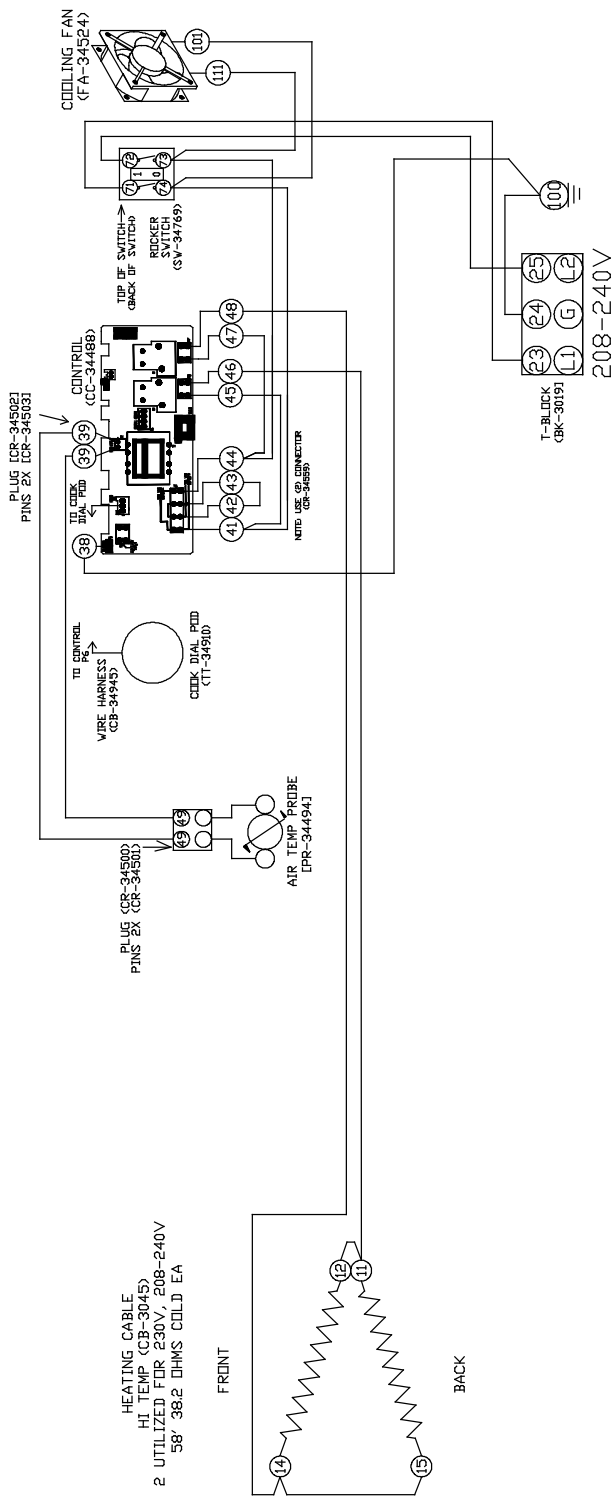 HEATING CABLE
HI TEMP (CB-3045)
2 UTILIZED FOR 230V, 208-240V
58' 38.2 OHMS COLD EA
FRONT
14
12
11
15
BACK
PLUG (CR-34500)
PINS 2X (CR-34501)
49
49
AIR TEMP PROBE
[PR-34494]
TO CONTROL
P6
WIRE HARNESS
(CB-34945)
COOK DIAL POD
(TT-34910)
PLUG [CR-34502]
PINS 2X [CR-34503]
38
39
39
TO COOK
DIAL POD
CONTROL
(CC-34488)
41
42
43
44
45
46
47
48
NOTE: USE (2) CONNECTOR
(CR-34559)
TOP OF SWITCH
(BACK OF SWITCH)
71
72
1
0
74
73
ROCKER
SWITCH
(SW-34769)
COOLING FAN
(FA-34524)
101
111
100
T-BLOCK
[BK-3019]
23
24
25
L1
G
L2
208-240V